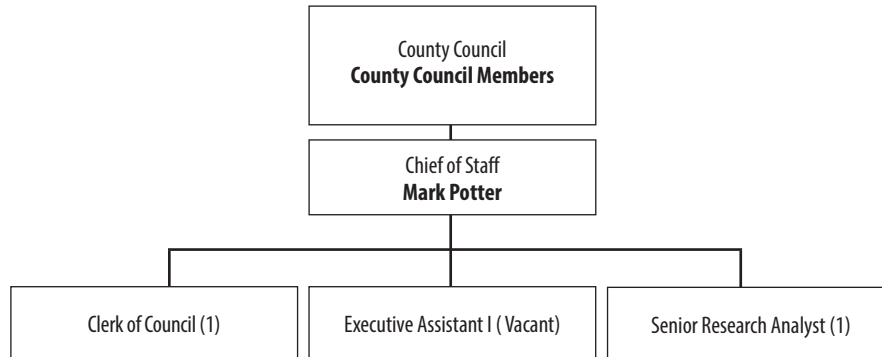 County Council
County Council Members
Chief of Staff
Mark Potter
Clerk of Council (1)
Executive Assistant I ( Vacant)
Senior Research Analyst (1)